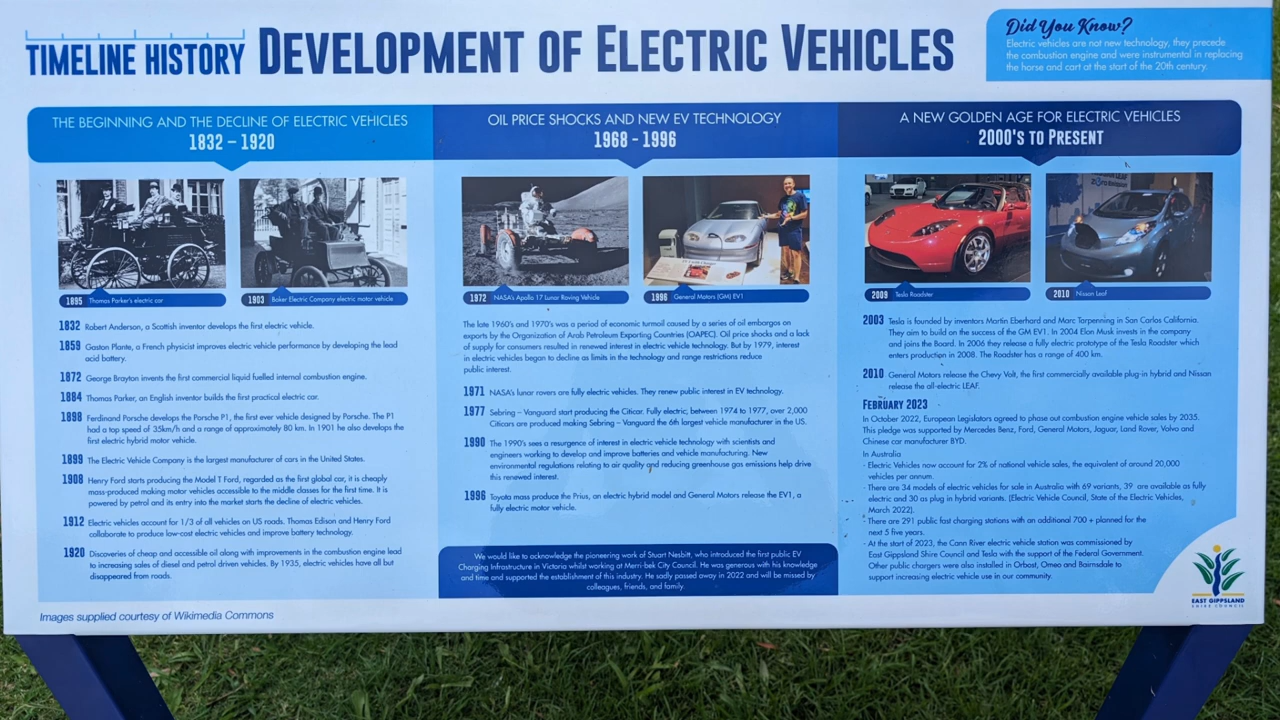 TIMELINE HISTORY DEVELOPMENT OF ELECTRIC VEHICLES
Did You Know?
Electric vehicles are not new technology, they precede
the combustion engine and were instrumental in replacing
the horse and cart at the start of the 20th century.
THE BEGINNING AND THE DECLINE OF ELECTRIC VEHICLES
1832 - 1920
1895 Thomas Parker's electric car
1903 Baker Electric Company electric motor vehicle
1832 Robert Anderson, a Scottish inventor develops the first electric vehicle.
1859 Gaston Plante, a French physicist improves electric vehicle performance by developing the lead
acid battery.
1872 George Brayton invents the first commercial liquid fuelled internal combustion engine.
1884 Thomas Parker, an English inventor builds the first practical electric car.
1898 Ferdinand Porsche develops the Porsche P1, the first ever vehicle designed by Porsche. The P1
had a top speed of 35km/h and a range of approximately 80 km. In 1901 he also develops the
first electric hybrid motor vehicle.
1899 The Electric Vehicle Company is the largest manufacturer of cars in the United States.
1908 Henry Ford starts producing the Model T Ford, regarded as the first global car, it is cheaply
mass-produced making motor vehicles accessible to the middle classes for the first time. It is
powered by petrol and its entry into the market starts the decline of electric vehicles.
1912 Electric vehicles account for 1/3 of all vehicles on US roads. Thomas Edison and Henry Ford
collaborate to produce low-cost electric vehicles and improve battery technology.
1920 Discoveries of cheap and accessible oil along with improvements in the combustion engine lead
to increasing sales of diesel and petrol driven vehicles. By 1935, electric vehicles have all but
disappeared from roads.
OIL PRICE SHOCKS AND NEW EV TECHNOLOGY
1968 - 1996
1972 NASA's Apollo 17 Lunar Roving Vehicle
1996 General Motors (GM) EV1
The late 1960's and 1970's was a period of economic turmoil caused by a series of oil embargos on
exports by the Organization of Arab Petroleum Exporting Countries (OAPEC). Oil price shocks and a lack
of supply for consumers resulted in renewed interest in electric vehicle technology. But by 1979, interest
in electric vehicles began to decline as limits in the technology and range restrictions reduce
public interest.
1971 NASA's lunar rovers are fully electric vehicles. They renew public interest in EV technology.
1977 Sebring – Vanguard start producing the Citicar. Fully electric, between 1974 to 1977, over 2,000
Citicars are produced making Sebring – Vanguard the 6th largest vehicle manufacturer in the US.
1990 The 1990's sees a resurgence of interest in electric vehicle technology with scientists and
engineers working to develop and improve batteries and vehicle manufacturing. New
environmental regulations relating to air quality and reducing greenhouse gas emissions help drive
this renewed interest.
1996 Toyota mass produce the Prius, an electric hybrid model and General Motors release the EV1, a
fully electric motor vehicle.
We would like to acknowledge the pioneering work of Stuart Nesbitt, who introduced the first public EV
Charging Infrastructure in Victoria whilst working at Merri-bek City Council. He was generous with his knowledge
and time and supported the establishment of this industry. He sadly passed away in 2022 and will be missed by
colleagues, friends, and family.
A NEW GOLDEN AGE FOR ELECTRIC VEHICLES
2000'S TO PRESENT
2009 Tesla Roadster
2010 Nissan Leaf
2003 Tesla is founded by inventors Martin Eberhard and Marc Tarpenning in San Carlos California.
They aim to build on the success of the GM EV1. In 2004 Elon Musk invests in the company
and joins the Board. In 2006 they release a fully electric prototype of the Tesla Roadster which
enters production in 2008. The Roadster has a range of 400 km.
2010 General Motors release the Chevy Volt, the first commercially available plug-in hybrid and Nissan
release the all-electric LEAF.
FEBRUARY 2023
In October 2022, European Legislators agreed to phase out combustion engine vehicle sales by 2035.
This pledge was supported by Mercedes Benz, Ford, General Motors, Jaguar, Land Rover, Volvo and
Chinese car manufacturer BYD.
In Australia
- Electric Vehicles now account for 2% of national vehicle sales, the equivalent of around 20,000
vehicles per annum.
- There are 34 models of electric vehicles for sale in Australia with 69 variants, 39 are available as fully
electric and 30 as plug in hybrid variants. (Electric Vehicle Council, State of the Electric Vehicles,
March 2022).
- There are 291 public fast charging stations with an additional 700 + planned for the
next 5 five years.
- At the start of 2023, the Cann River electric vehicle station was commissioned by
East Gippsland Shire Council and Tesla with the support of the Federal Government.
Other public chargers were also installed in Orbost, Omeo and Bairnsdale to
support increasing electric vehicle use in our community.
EAST GIPPSLAND
SHIRE COUNCIL
Images supplied courtesy of Wikimedia Commons